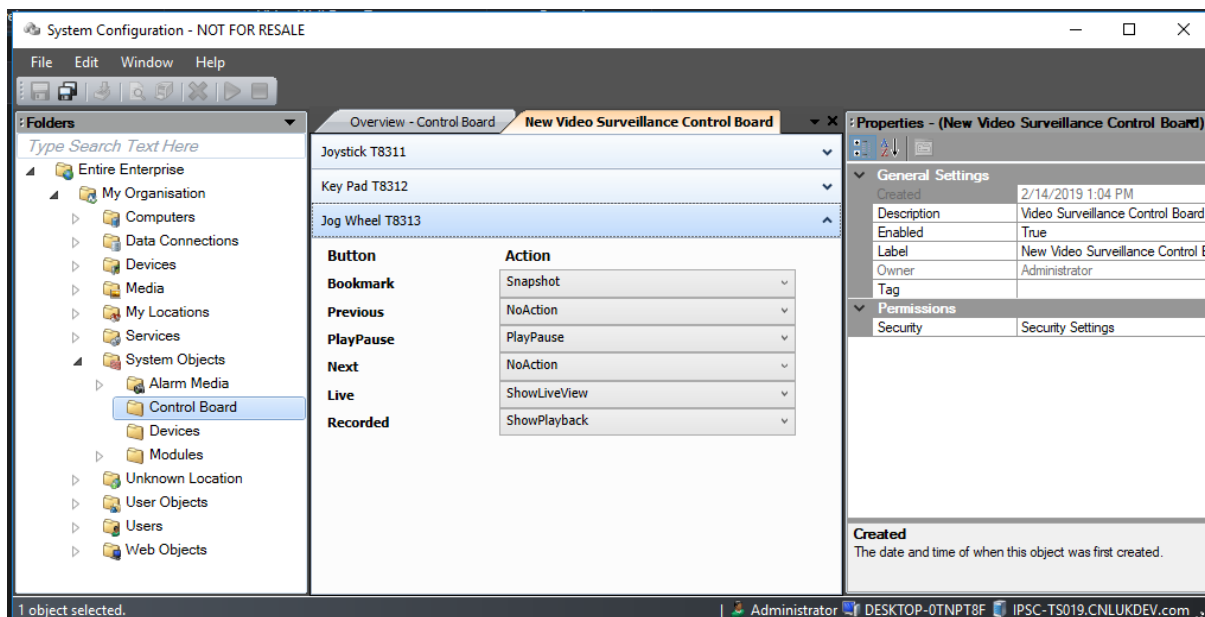 System Configuration - NOT FOR RESALE
File Edit Window Help
Folders
Type Search Text Here
Entire Enterprise
My Organisation
Computers
Data Connections
Devices
Media
My Locations
Services
System Objects
Alarm Media
Control Board
Devices
Modules
Unknown Location
User Objects
Users
Web Objects
Overview - Control Board New Video Surveillance Control Board
Joystick T8311
Key Pad T8312
Jog Wheel T8313
Button Action
Bookmark Snapshot
Previous NoAction
PlayPause PlayPause
Next NoAction
Live ShowLiveView
Recorded ShowPlayback
Properties - (New Video Surveillance Control Board)
General Settings
Created 2/14/2019 1:04 PM
Description Video Surveillance Control Board
Enabled True
Label New Video Surveillance Control
Owner Administrator
Tag
Permissions
Security Security Settings
Created
The date and time of when this object was first created.
1 object selected. | Administrator DESKTOP-0TNPT8F IPSC-TS019.CNLUKDEV.com